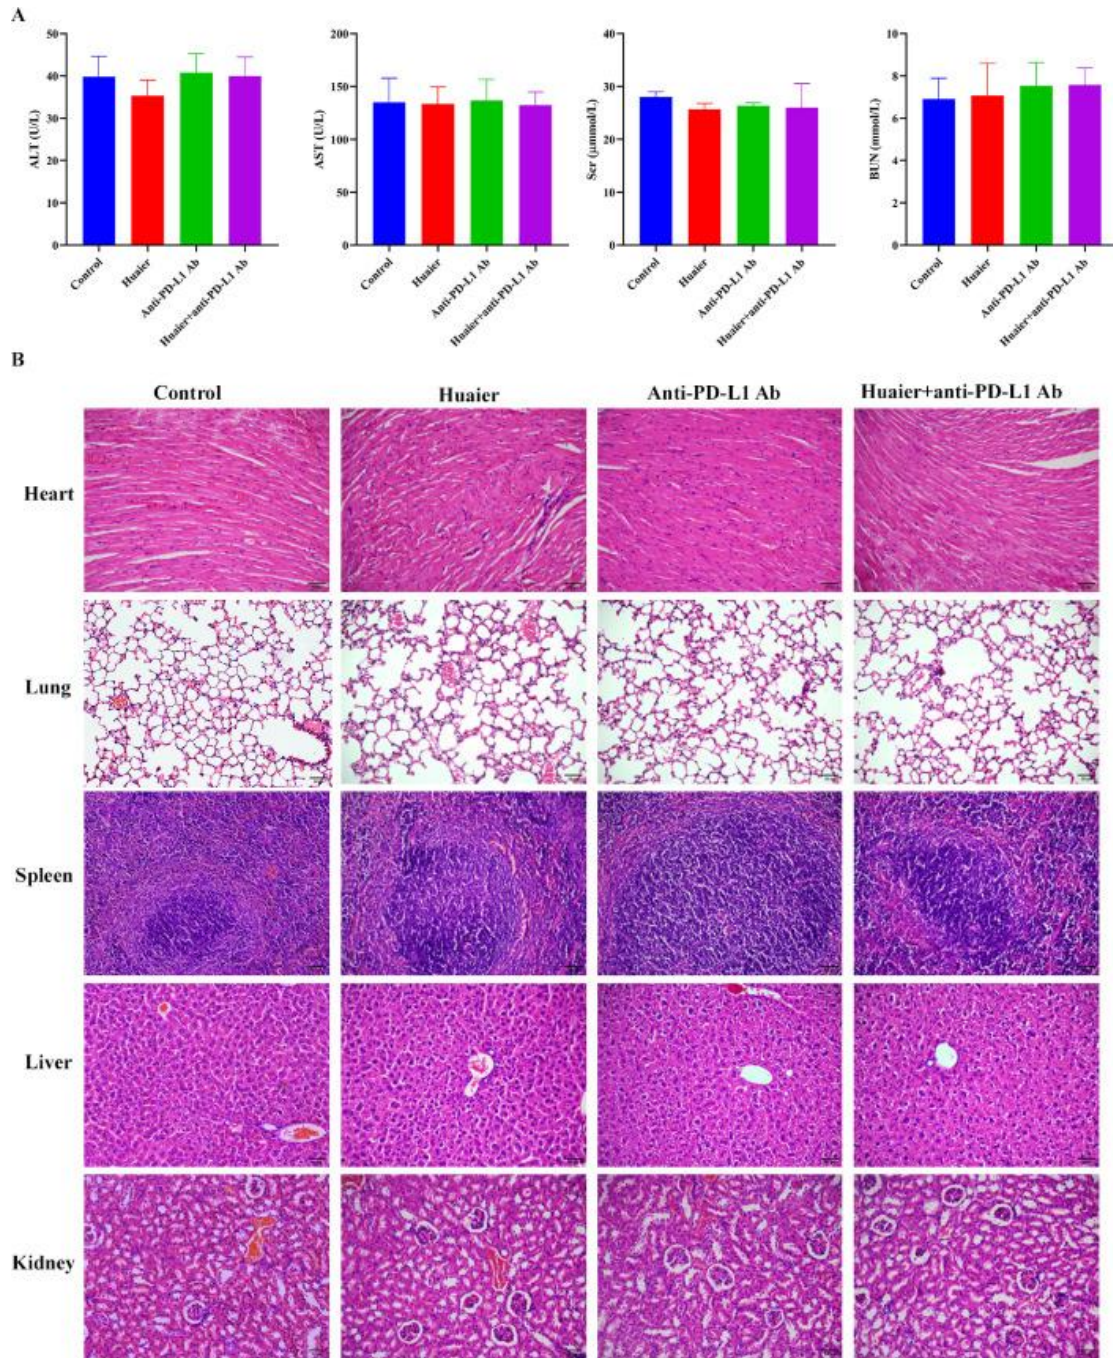 A
ALT (U/L)
50
40
30
20
10
0
Control
Huaier
Anti-PD-L1 Ab
Huaier+anti-PD-L1 Ab
AST (U/L)
200
150
100
50
0
Control
Huaier
Anti-PD-L1 Ab
Huaier+anti-PD-L1 Ab
Scr (μmmol/L)
40
30
20
10
0
Control
Huaier
Anti-PD-L1 Ab
Huaier+anti-PD-L1 Ab
BUN (mmol/L)
10
8
6
4
2
0
Control
Huaier
Anti-PD-L1 Ab
Huaier+anti-PD-L1 Ab
B
Control
Huaier
Anti-PD-L1 Ab
Huaier+anti-PD-L1 Ab
Heart
Lung
Spleen
Liver
Kidney